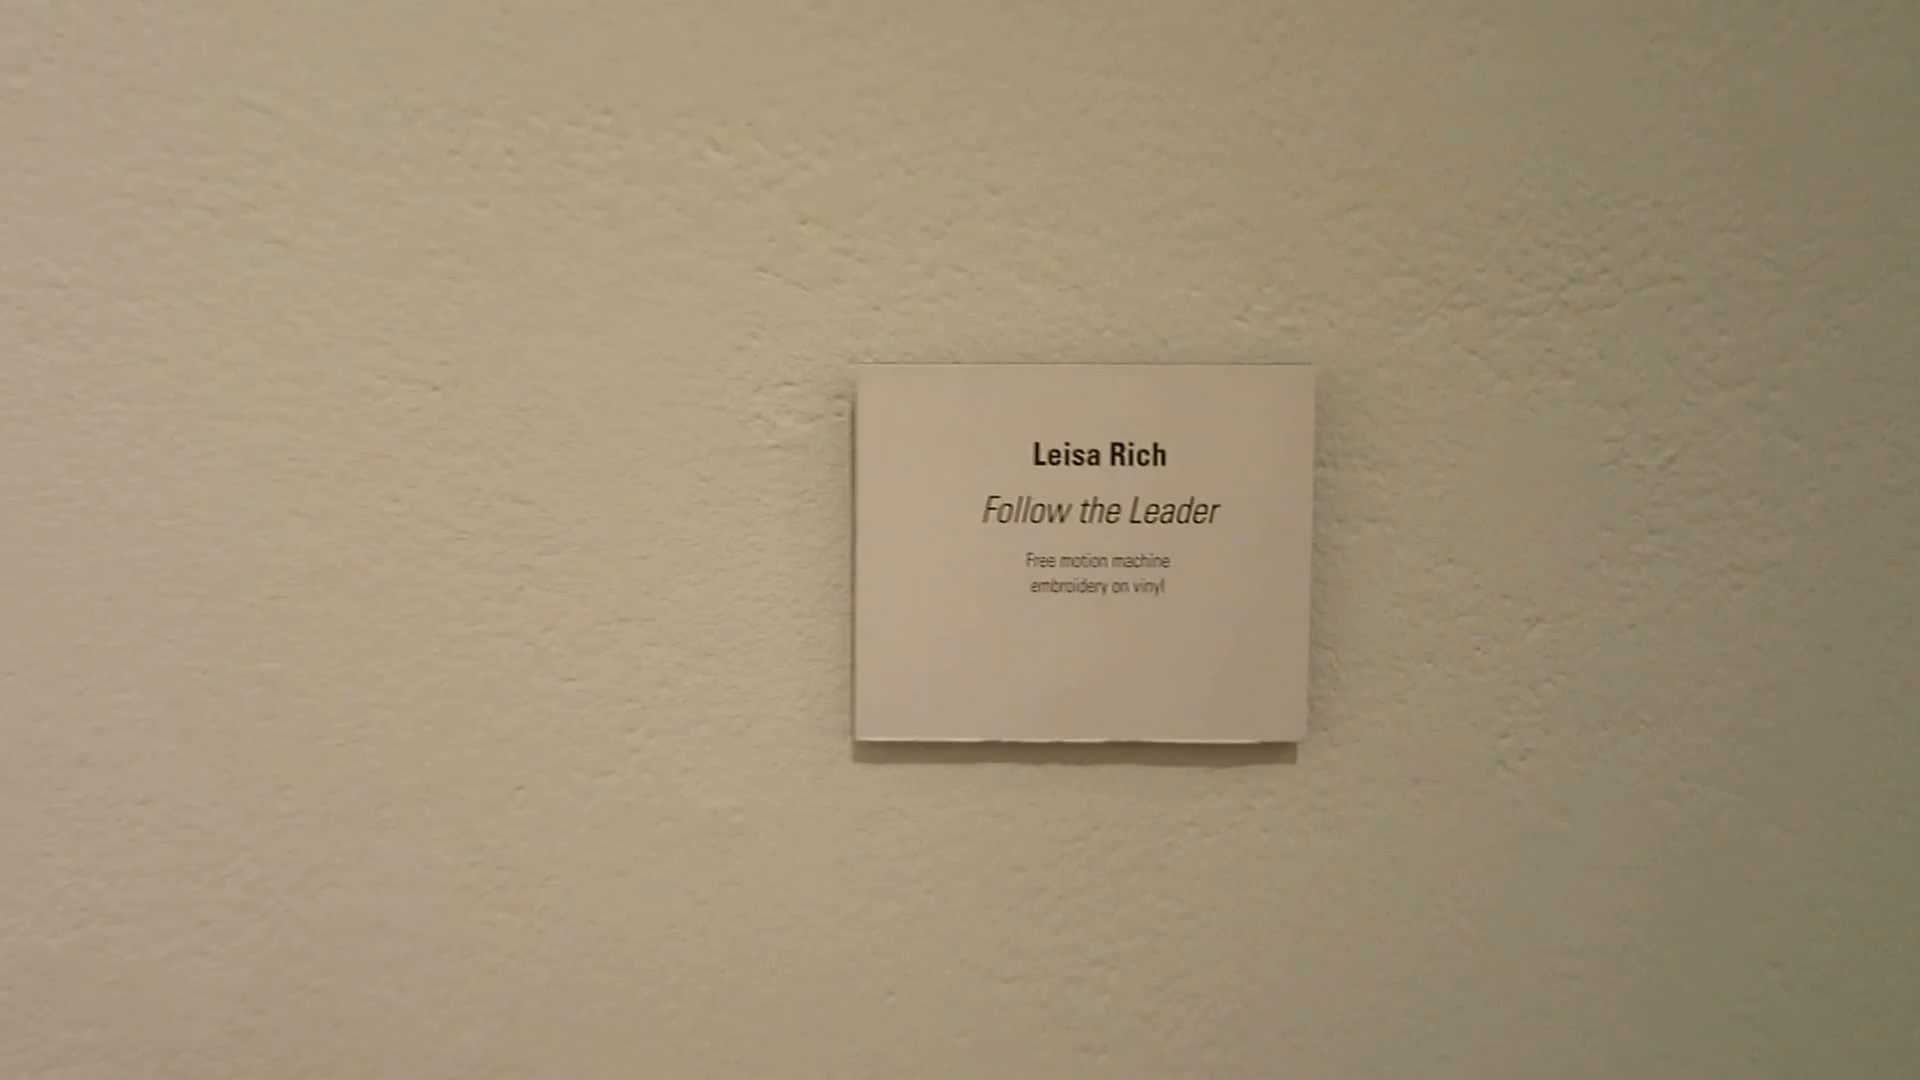 Leisa Rich
Follow the Leader
Free motion machine
embroidery on vinyl